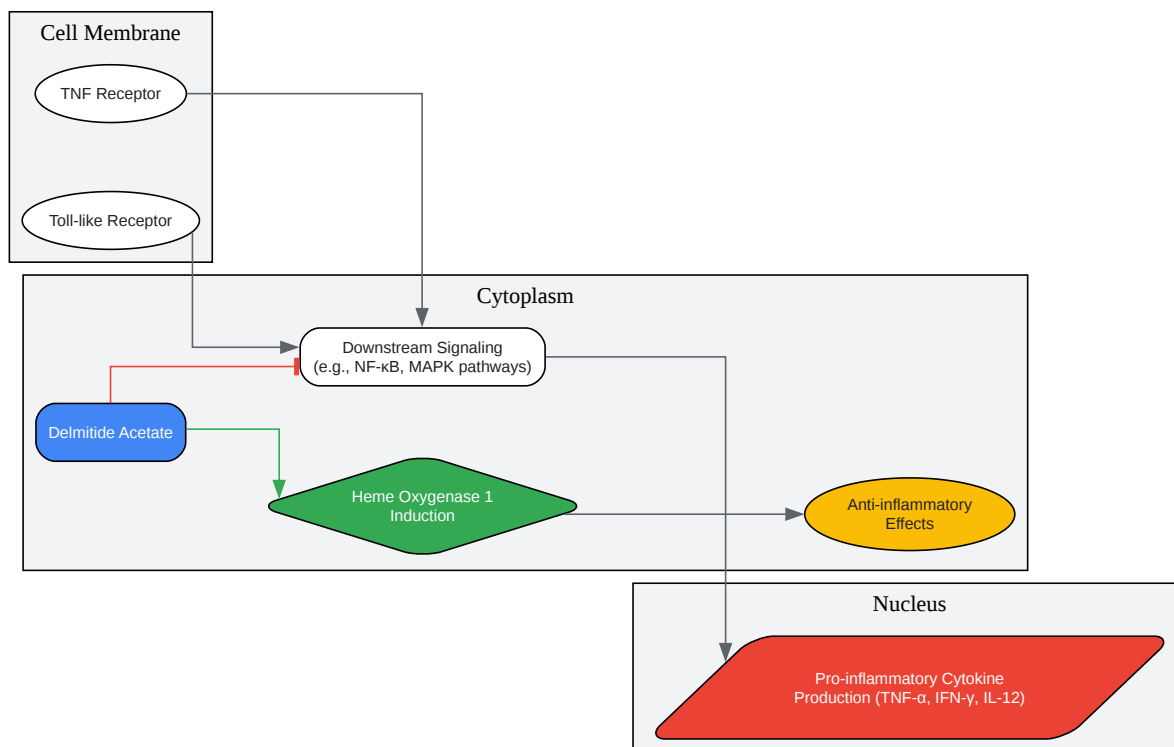 Cell Membrane
TNF Receptor
Toll-like Receptor
Cytoplasm
Downstream Signaling
(e.g., NF-κB, MAPK pathways)
Delmitide Acetate
Heme Oxygenase 1
Induction
Anti-inflammatory
Effects
Nucleus
Pro-inflammatory Cytokine
Production (TNF-α, IFN-γ, IL-12)